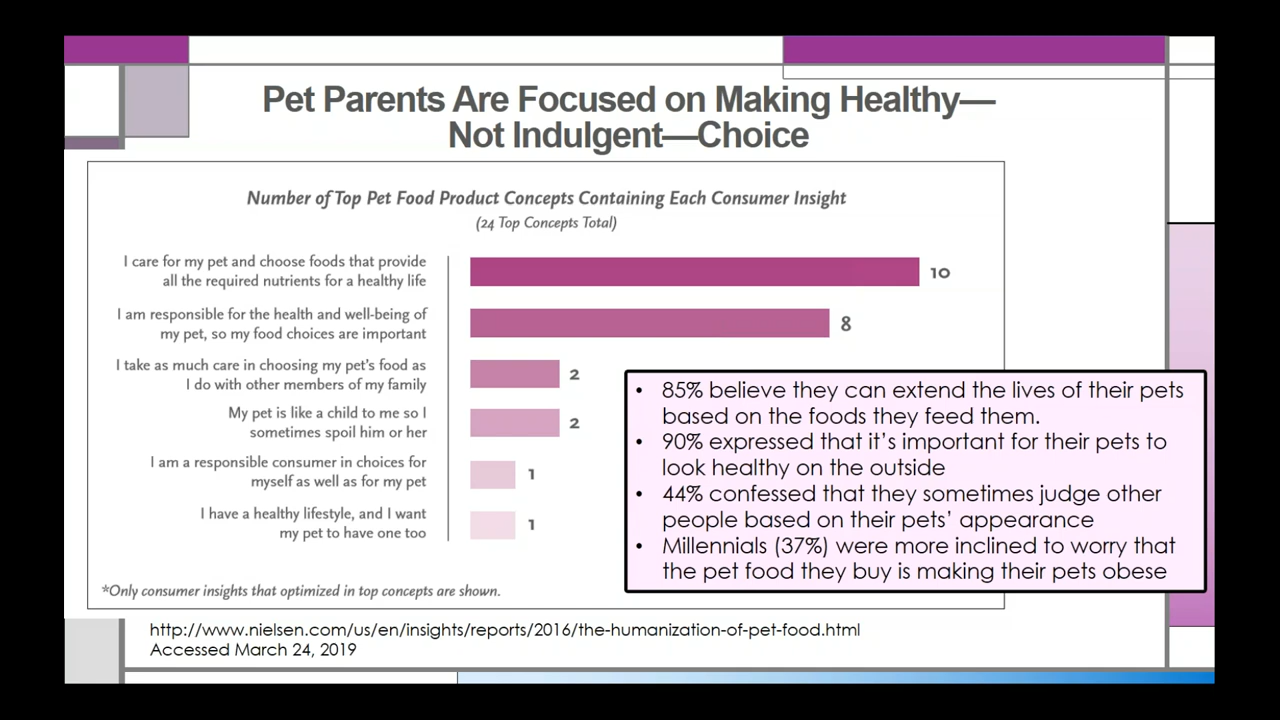 Pet Parents Are Focused on Making Healthy—
Not Indulgent—Choice
Number of Top Pet Food Product Concepts Containing Each Consumer Insight
(24 Top Concepts Total)
I care for my pet and choose foods that provide
all the required nutrients for a healthy life
10
I am responsible for the health and well-being of
my pet, so my food choices are important
8
I take as much care in choosing my pet's food as
I do with other members of my family
2
My pet is like a child to me so I
sometimes spoil him or her
2
I am a responsible consumer in choices for
myself as well as for my pet
1
I have a healthy lifestyle, and I want
my pet to have one too
1
*Only consumer insights that optimized in top concepts are shown.
• 85% believe they can extend the lives of their pets
based on the foods they feed them.
• 90% expressed that it's important for their pets to
look healthy on the outside
• 44% confessed that they sometimes judge other
people based on their pets' appearance
• Millennials (37%) were more inclined to worry that
the pet food they buy is making their pets obese
http://www.nielsen.com/us/en/insights/reports/2016/the-humanization-of-pet-food.html
Accessed March 24, 2019